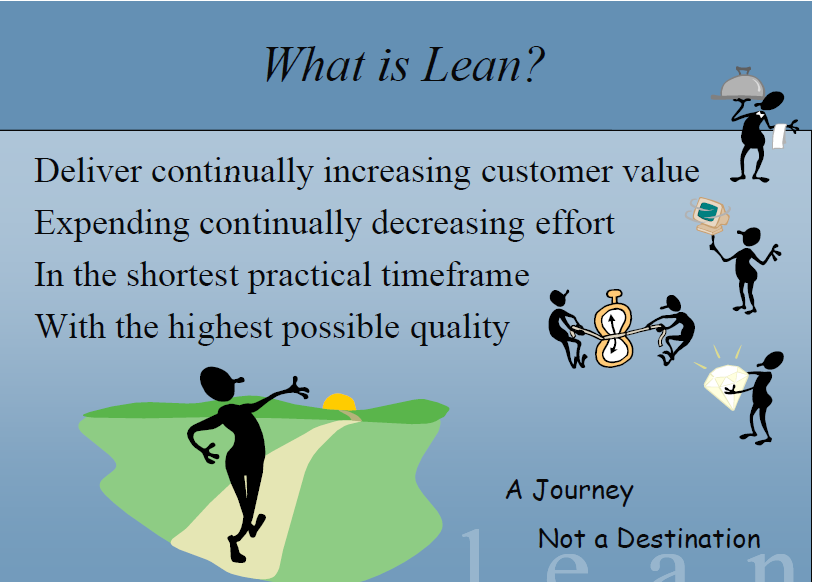 What is Lean?
Deliver continually increasing customer value
Expending continually decreasing effort
In the shortest practical timeframe
With the highest possible quality
A Journey
Not a Destination
lean